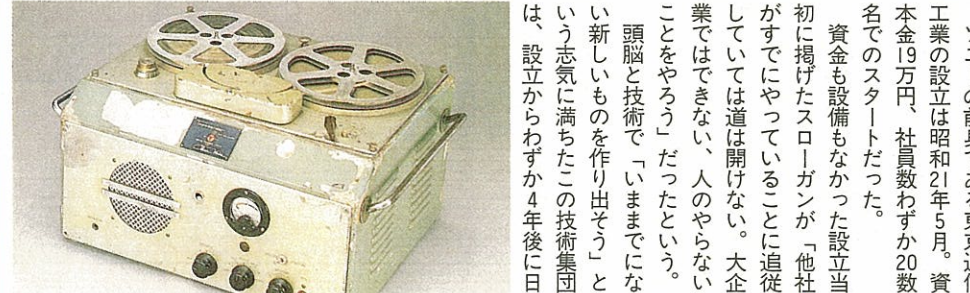 工業の設立は昭和21年5月。資
本金19万円、社員数わずか20数
名でのスタートだった。
資金も設備もなかった設立当
初に掲げたスローガンが「他社
がすでにやっていることに追従
していては道は開けない。大企
業ではできない、人のやらない
ことをやろう」だったという。
頭脳と技術で「いままでにな
い新しいものを作り出そう」と
いう志気に満ちたこの技術集団
は、設立からわずか4年後に日